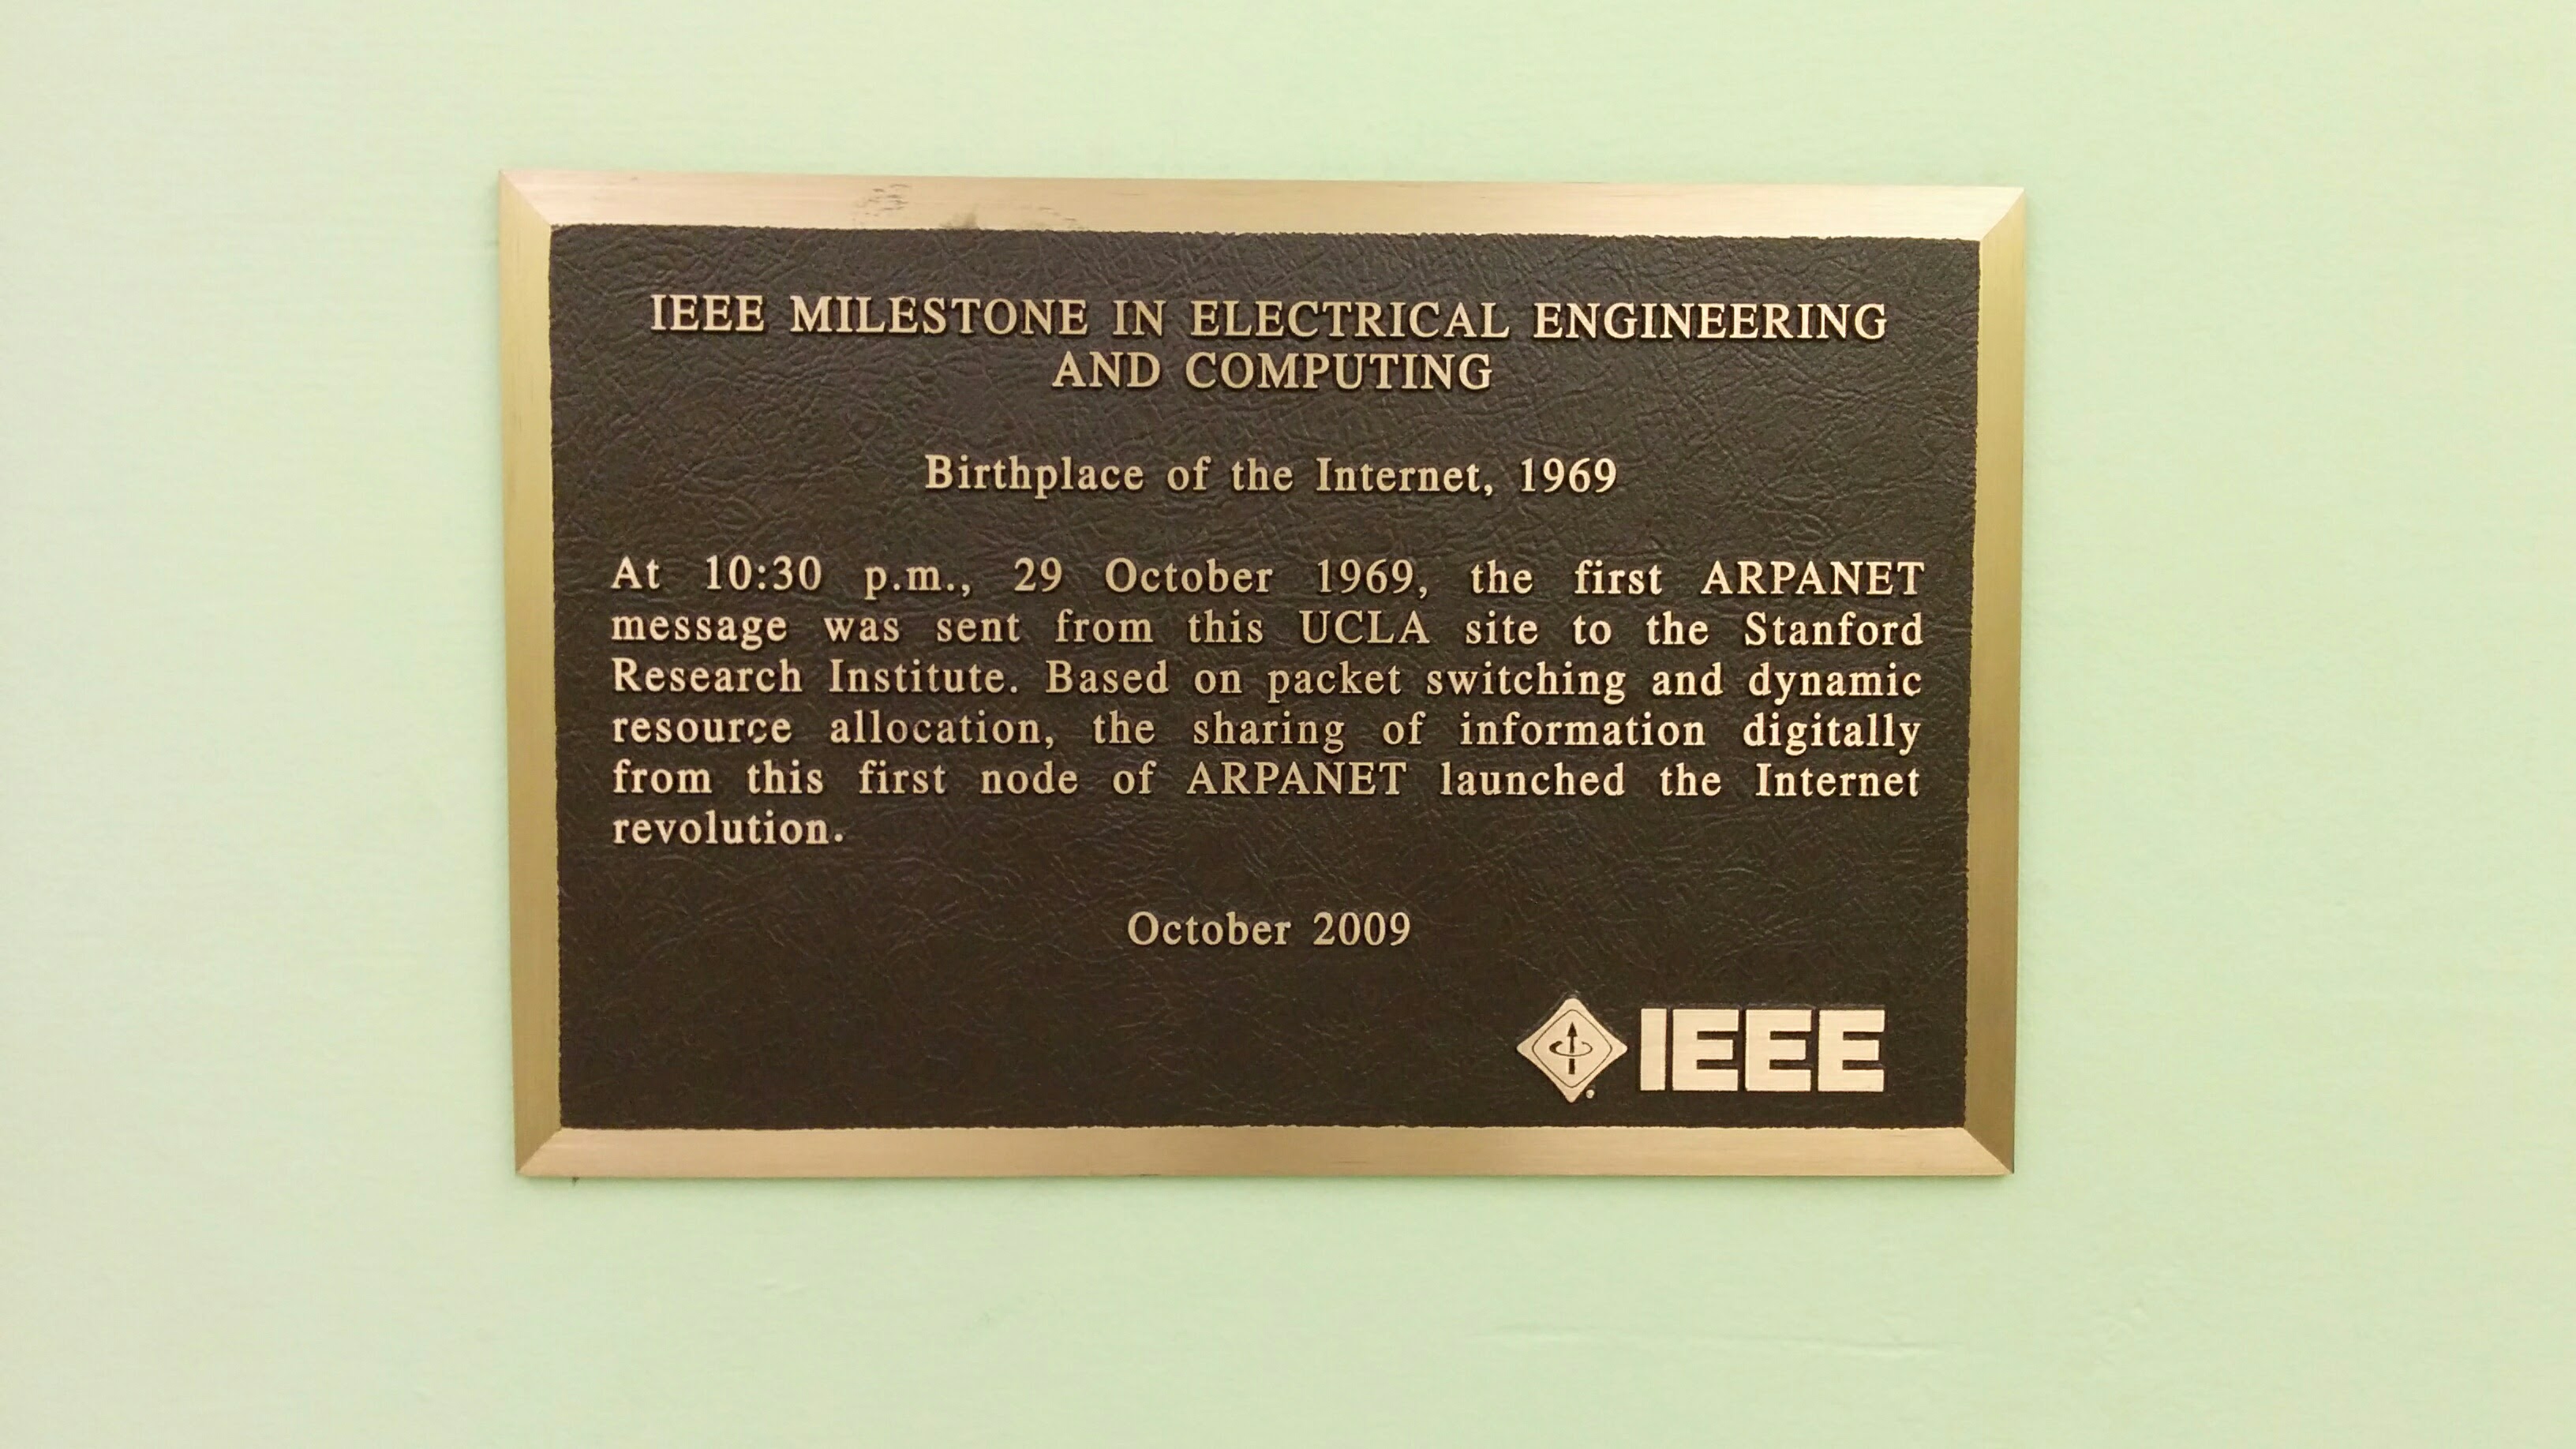 IEEE MILESTONE IN ELECTRICAL ENGINEERING
AND COMPUTING
Birthplace of the Internet, 1969
At 10:30 p.m., 29 October 1969, the first ARPANET
message was sent from this UCLA site to the Stanford
Research Institute. Based on packet switching and dynamic
resource allocation, the sharing of information digitally
from this first node of ARPANET launched the Internet
revolution.
October 2009
IEEE